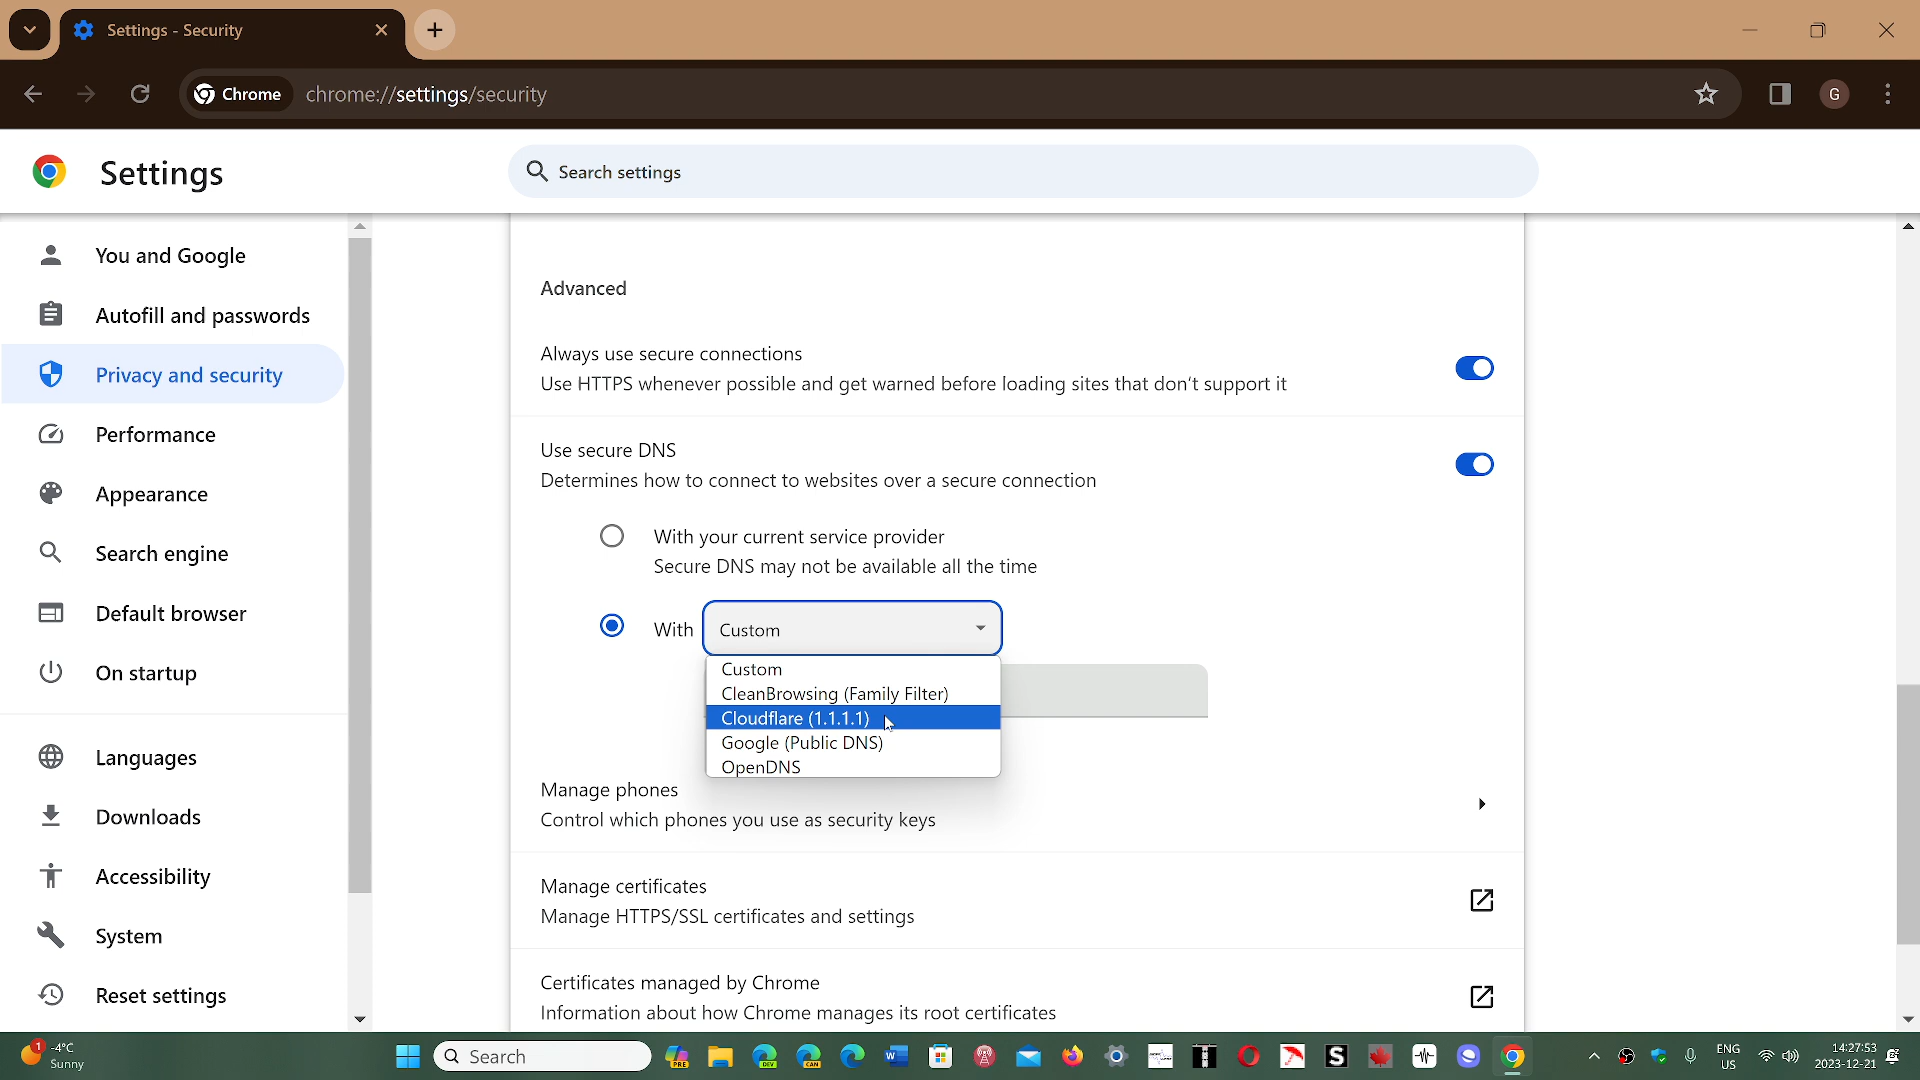 Settings - Security
Chrome
chrome://settings/security
G
Settings
Search settings
You and Google
Autofill and passwords
Privacy and security
Performance
Appearance
Search engine
Default browser
On startup
Languages
Downloads
Accessibility
System
Reset settings
Advanced
Always use secure connections
Use HTTPS whenever possible and get warned before loading sites that don't support it
Use secure DNS
Determines how to connect to websites over a secure connection
With your current service provider
Secure DNS may not be available all the time
With Custom
Custom
CleanBrowsing (Family Filter)
Cloudflare (1.1.1.1)
Google (Public DNS)
OpenDNS
Manage phones
Control which phones you use as security keys
Manage certificates
Manage HTTPS/SSL certificates and settings
Certificates managed by Chrome
Information about how Chrome manages its root certificates
1
-4°C
Sunny
Search
PRE
DEV
CAN
W
S
ENG
US
14:27:53
2023-12-21